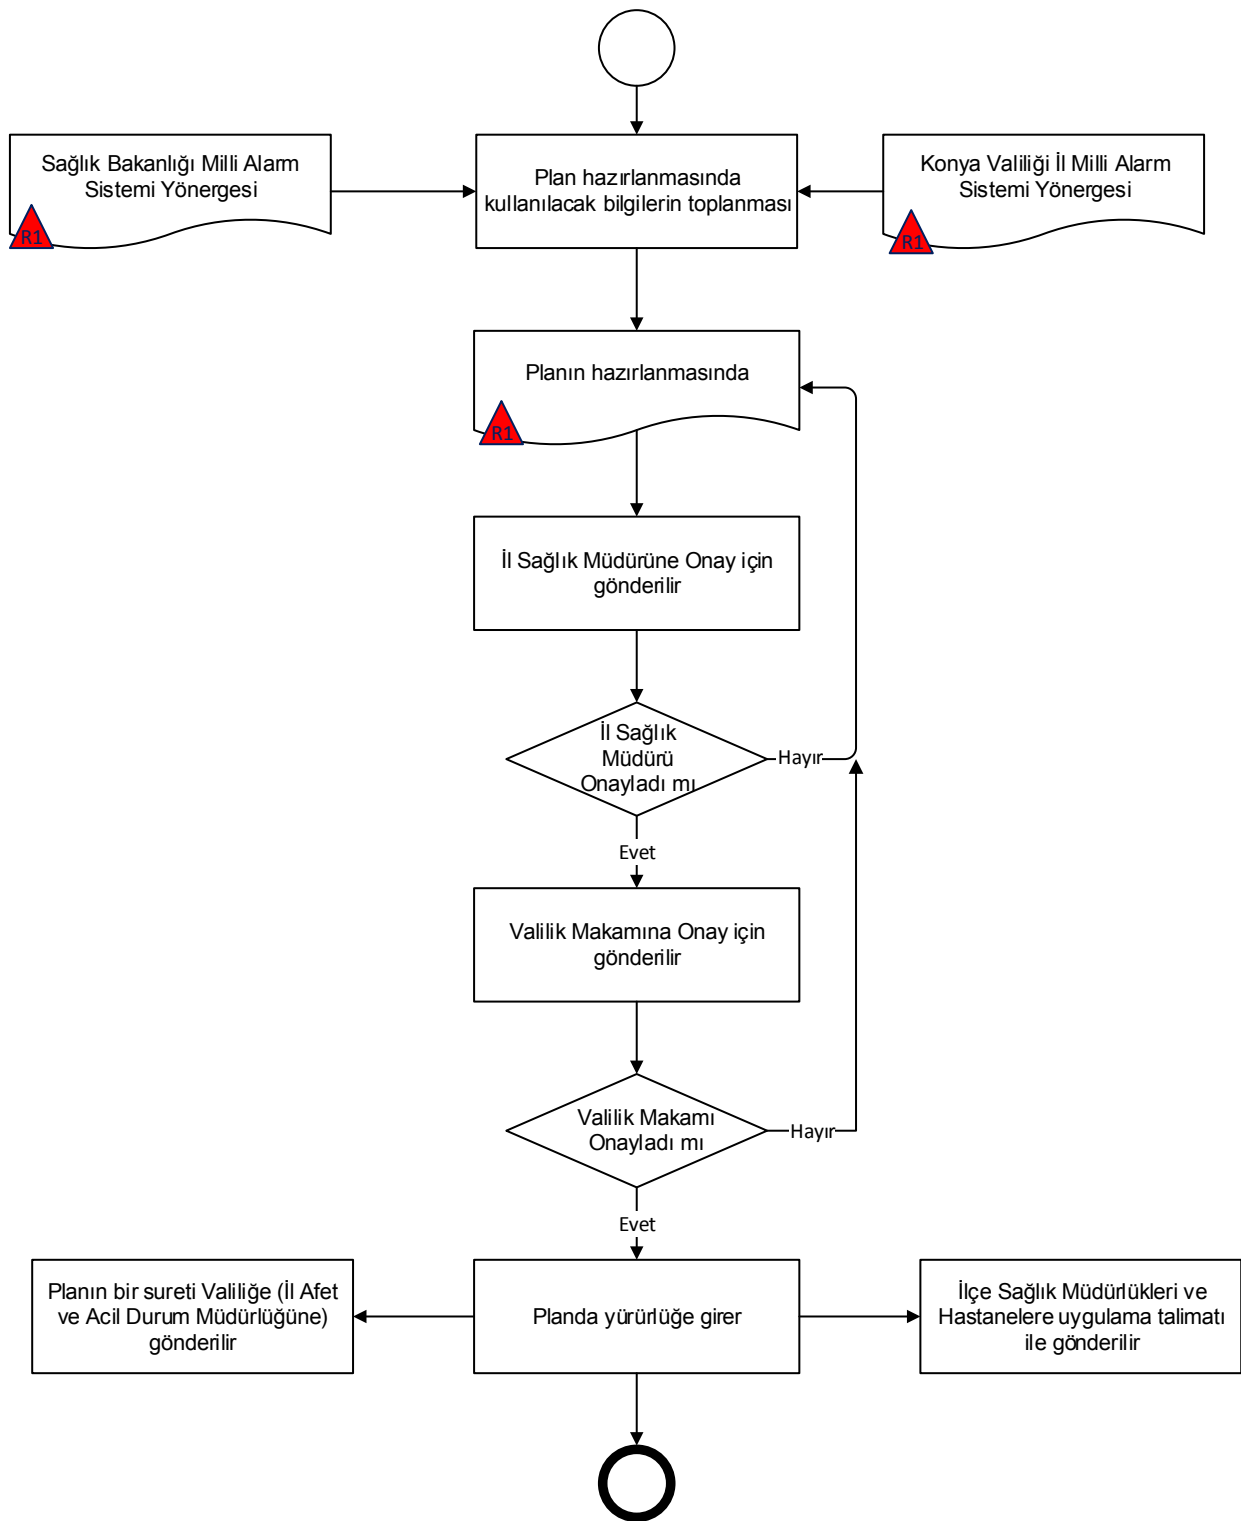 Sağlık Bakanlığı Milli Alarm
Sistemi Yönergesi
R1
Plan hazırlanmasında
kullanılacak bilgilerin toplanması
Konya Valiliği İl Milli Alarm
Sistemi Yönergesi
R1
Planın hazırlanmasında
R1
İl Sağlık Müdürüne Onay için
gönderilir
İl Sağlık
Müdürü
Onayladı mı
Hayır
Evet
Valilik Makamına Onay için
gönderilir
Valilik Makamı
Onayladı mı
Hayır
Evet
Planın bir sureti Valiliğe (İl Afet
ve Acil Durum Müdürlüğüne)
gönderilir
Planda yürürlüğe girer
İlçe Sağlık Müdürlükleri ve
Hastanelere uygulama talimatı
ile gönderilir